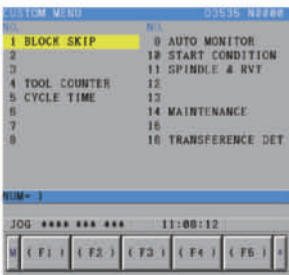 CUSTOM MENU O3535 N0000
NO. NO.
1 BLOCK SKIP 9 AUTO MONITOR
2 10 START CONDITION
3 11 SPINDLE & RVT
4 TOOL COUNTER 12
5 CYCLE TIME 13
6 14 MAINTENANCE
7 15
8 16 TRANSFERENCE DET
NUM=
JOG **** *** *** 11:08:12
( F1 ) ( F2 ) ( F3 ) ( F4 ) ( F5 )